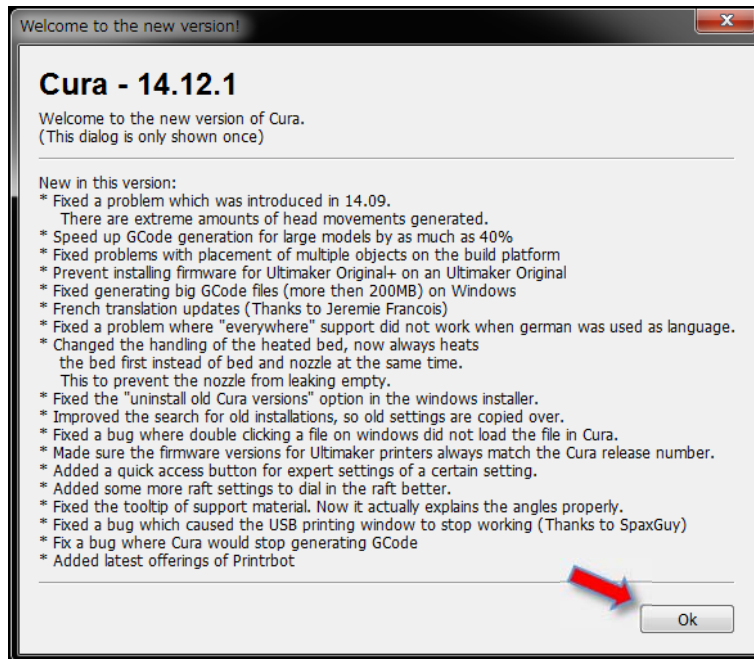 Welcome to the new version!
Cura - 14.12.1
Welcome to the new version of Cura.
(This dialog is only shown once)
New in this version:
* Fixed a problem which was introduced in 14.09.
There are extreme amounts of head movements generated.
* Speed up GCode generation for large models by as much as 40%
* Fixed problems with placement of multiple objects on the build platform
* Prevent installing firmware for Ultimaker Original+ on an Ultimaker Original
* Fixed generating big GCode files (more then 200MB) on Windows
* French translation updates (Thanks to Jeremie Francois)
* Fixed a problem where "everywhere" support did not work when german was used as language.
* Changed the handling of the heated bed, now always heats
the bed first instead of bed and nozzle at the same time.
This to prevent the nozzle from leaking empty.
* Fixed the "uninstall old Cura versions" option in the windows installer.
* Improved the search for old installations, so old settings are copied over.
* Fixed a bug where double clicking a file on windows did not load the file in Cura.
* Made sure the firmware versions for Ultimaker printers always match the Cura release number.
* Added a quick access button for expert settings of a certain setting.
* Added some more raft settings to dial in the raft better.
* Fixed the tooltip of support material. Now it actually explains the angles properly.
* Fixed a bug which caused the USB printing window to stop working (Thanks to SpaxGuy)
* Fix a bug where Cura would stop generating GCode
* Added latest offerings of Printrbot
Ok